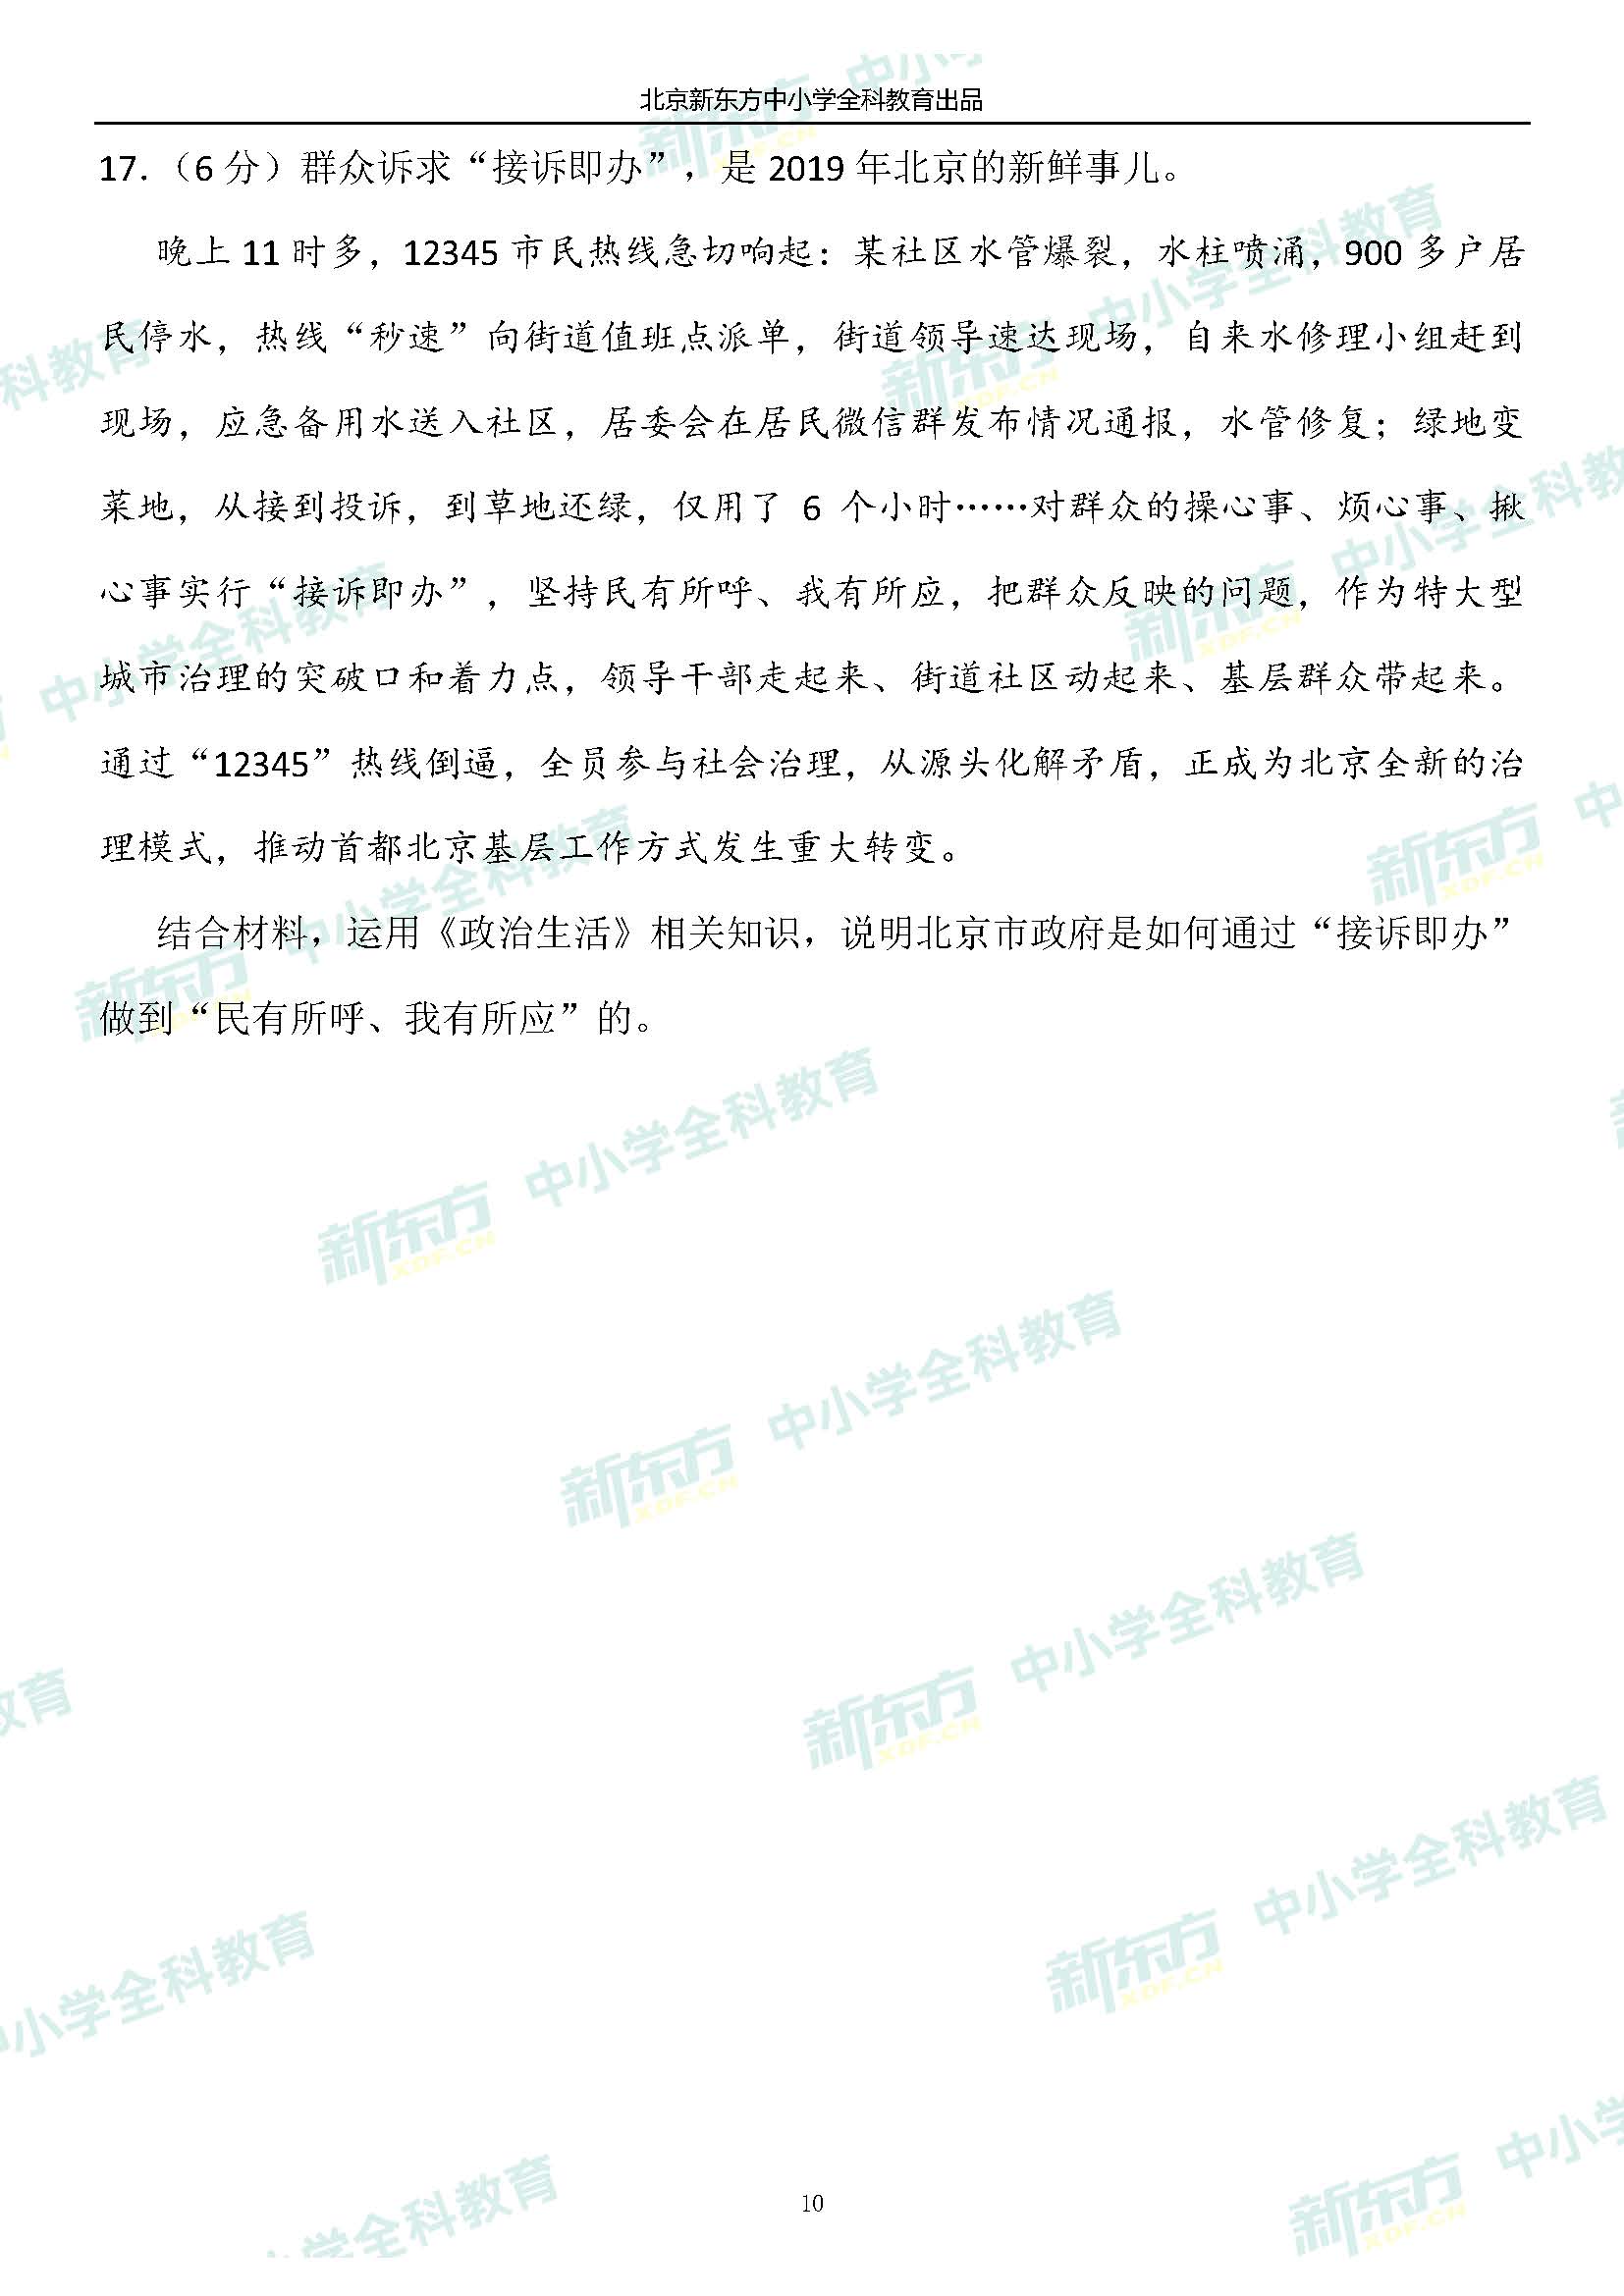 北京新东方中小学全科教育出品
17.（6 分）群众诉求“接诉即办”，是 2019 年北京的新鲜事儿。
晚上 11 时多，12345 市民热线急切响起：某社区水管爆裂，水柱喷涌，900 多户居
民停水，热线“秒速”向街道值班点派单，街道领导速达现场，自来水修理小组赶到
现场，应急备用水送入社区，居委会在居民微信群发布情况通报，水管修复；绿地变
菜地，从接到投诉，到草地还绿，仅用了 6 个小时……对群众的操心事、烦心事、揪
心事实行“接诉即办”，坚持民有所呼、我有所应，把群众反映的问题，作为特大型
城市治理的突破口和着力点，领导干部走起来、街道社区动起来、基层群众带起来。
通过“12345”热线倒逼，全员参与社会治理，从源头化解矛盾，正成为北京全新的治
理模式，推动首都北京基层工作方式发生重大转变。
结合材料，运用《政治生活》相关知识，说明北京市政府是如何通过“接诉即办”
做到“民有所呼、我有所应”的。
新东方 XDF.CN 中小学全科教育
10